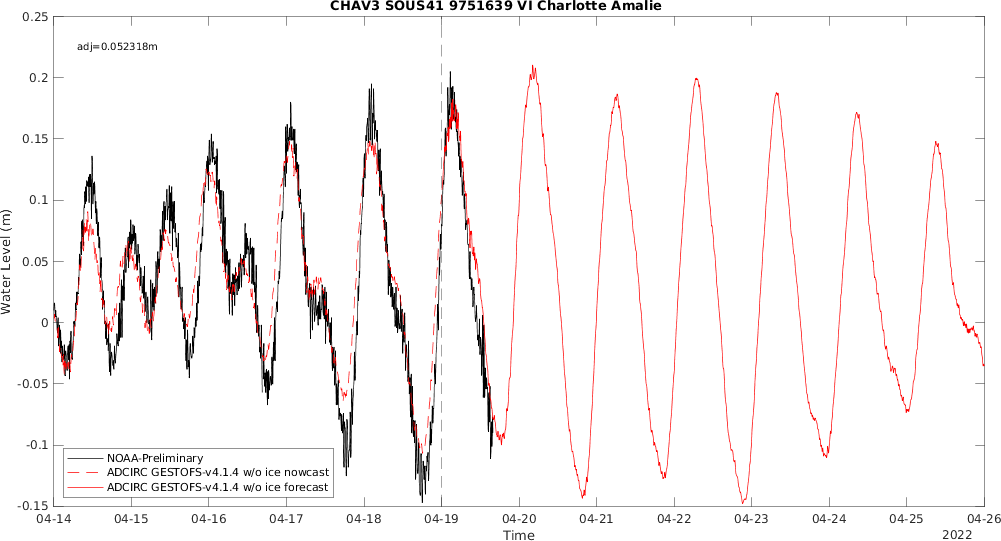 CHAV3 SOUS41 9751639 VI Charlotte Amalie
adj=0.052318m
0.25
0.2
0.15
0.1
0.05
0
-0.05
-0.1
-0.15
Water Level (m)
NOAA-Preliminary
ADCIRC GESTOFS-v4.1.4 w/o ice nowcast
ADCIRC GESTOFS-v4.1.4 w/o ice forecast
04-14 04-15 04-16 04-17 04-18 04-19 04-20 04-21 04-22 04-23 04-24 04-25 04-26
Time
2022